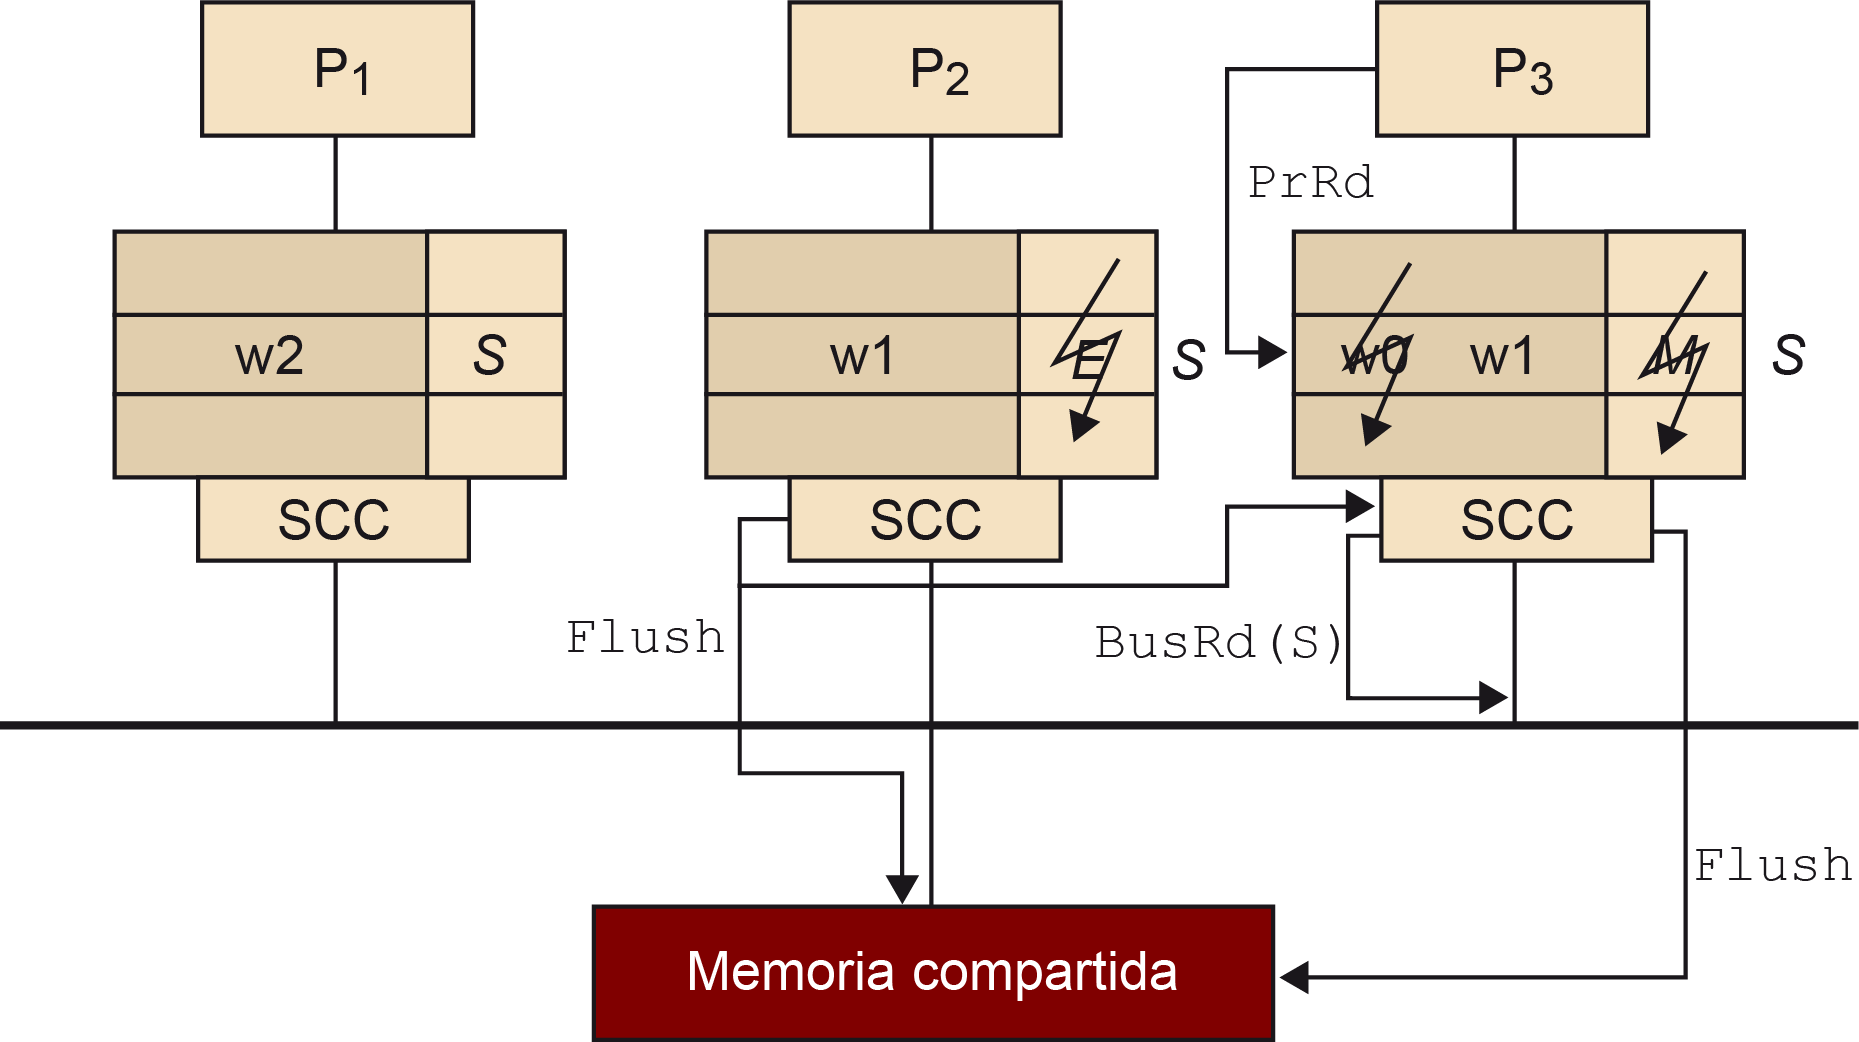 P1
P2
P3
PrRd
w2
S
w1
E
S
w0
w1
M
S
SCC
SCC
SCC
Flush
BusRd(S)
Flush
Memoria compartida